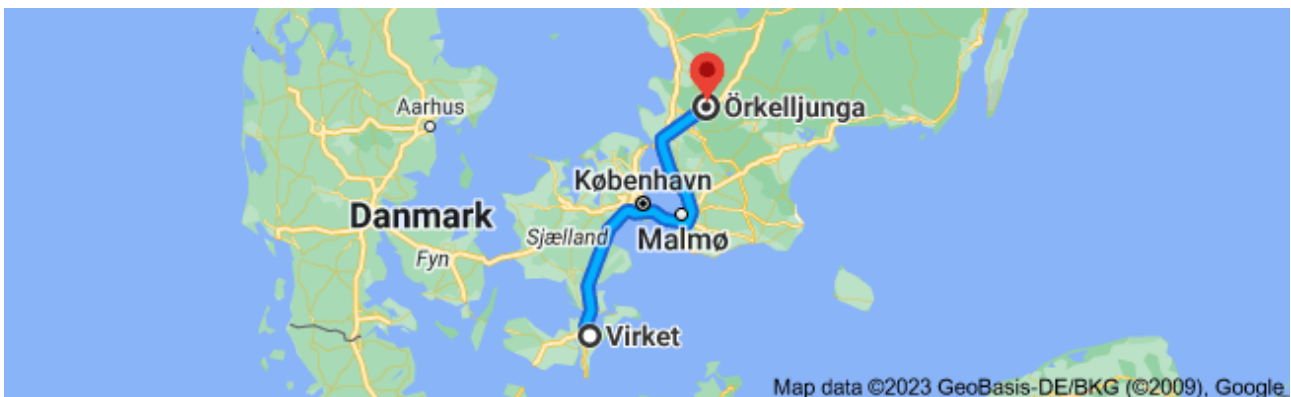 Aarhus
Örkelljunga
København
Danmark
Sjælland
Malmø
Fyn
Virket
Map data ©2023 GeoBasis-DE/BKG (©2009), Google